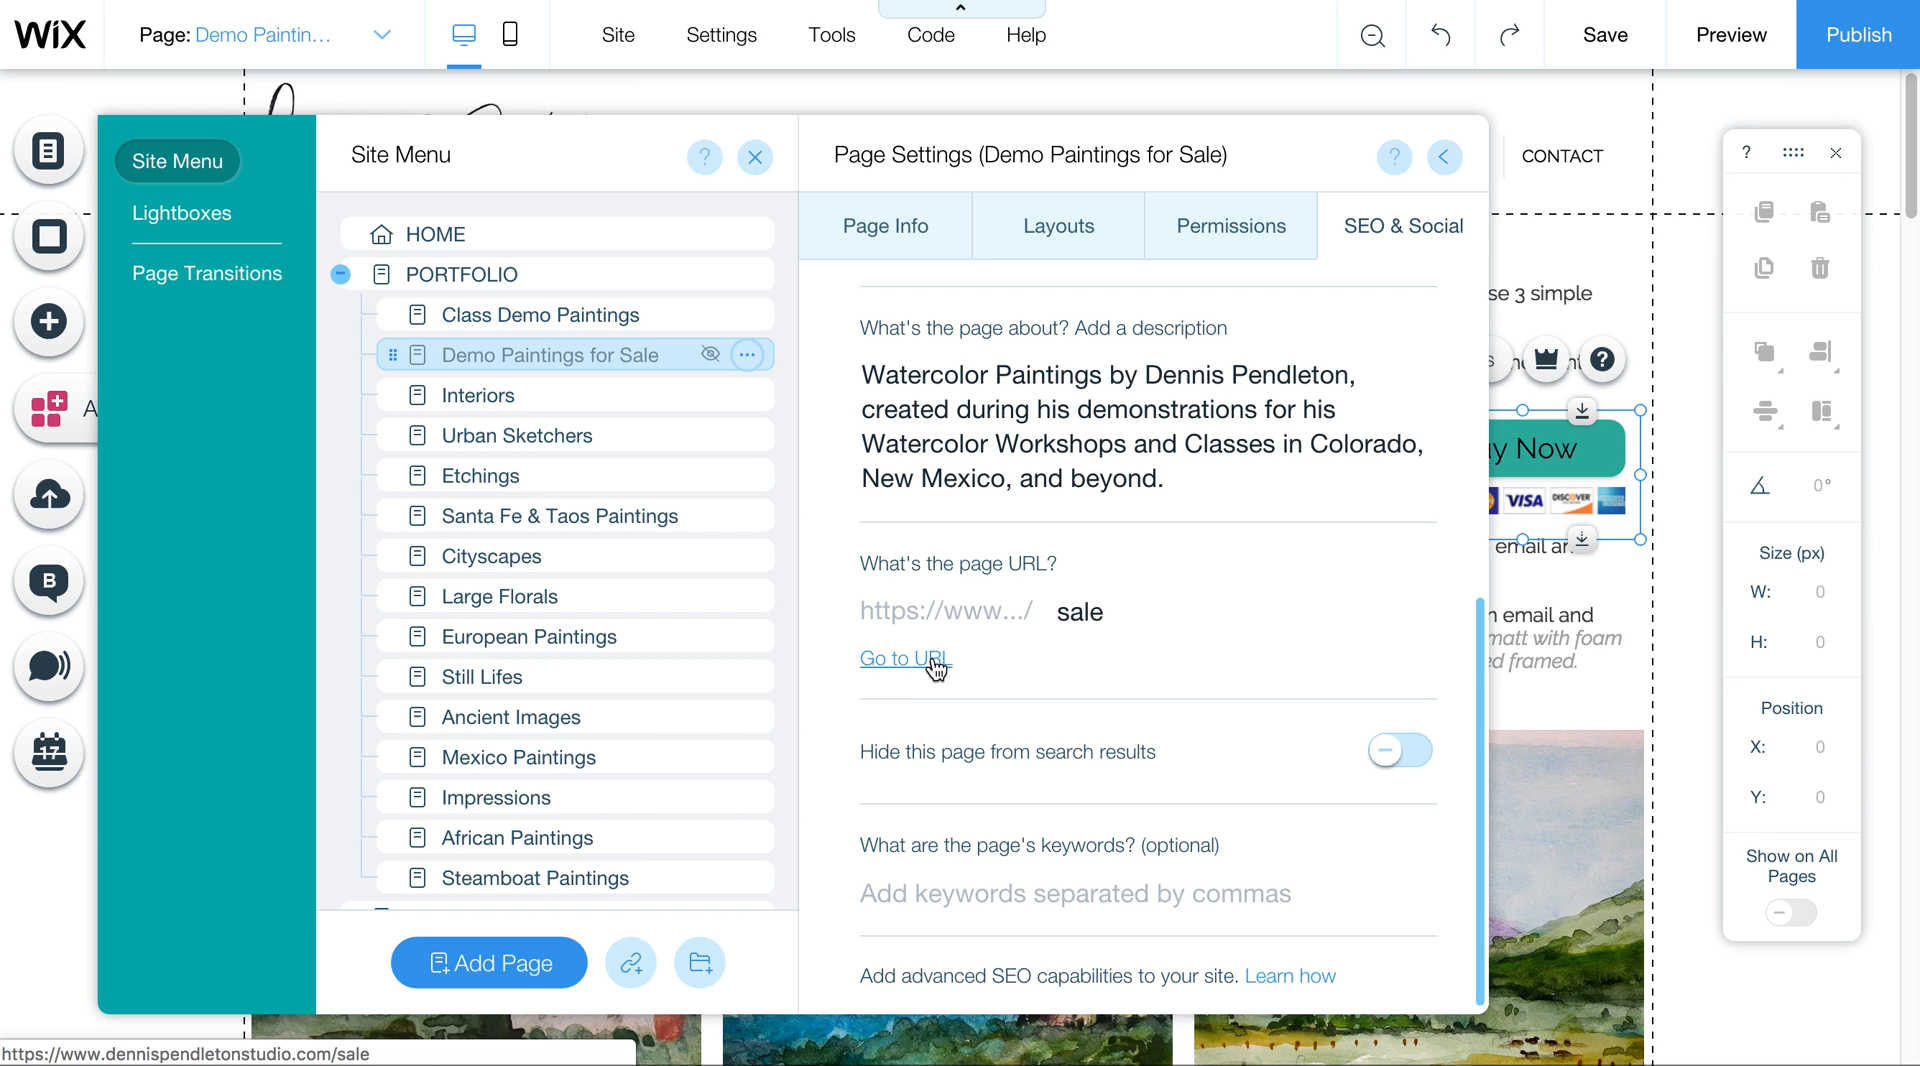 WiX
Page: Demo Paintin...
Site
Settings
Tools
Code
Help
Save
Preview
Publish
Site Menu
Lightboxes
Page Transitions
Site Menu
?
HOME
PORTFOLIO
Class Demo Paintings
Demo Paintings for Sale
Interiors
Urban Sketchers
Etchings
Santa Fe & Taos Paintings
Cityscapes
Large Florals
European Paintings
Still Lifes
Ancient Images
Mexico Paintings
Impressions
African Paintings
Steamboat Paintings
Add Page
Page Settings (Demo Paintings for Sale)
?
Page Info
Layouts
Permissions
SEO & Social
What's the page about? Add a description
Watercolor Paintings by Dennis Pendleton,
created during his demonstrations for his
Watercolor Workshops and Classes in Colorado,
New Mexico, and beyond.
What's the page URL?
https://www.../ sale
Go to URL
Hide this page from search results
What are the page's keywords? (optional)
Add keywords separated by commas
Add advanced SEO capabilities to your site. Learn how
A
B
17
CONTACT
se 3 simple
?
y Now
VISA DISCOVER
email an
n email and
matt with foam
ed framed.
?
0°
Size (px)
W: 0
H: 0
Position
X: 0
Y: 0
Show on All
Pages
https://www.dennispendletonstudio.com/sale